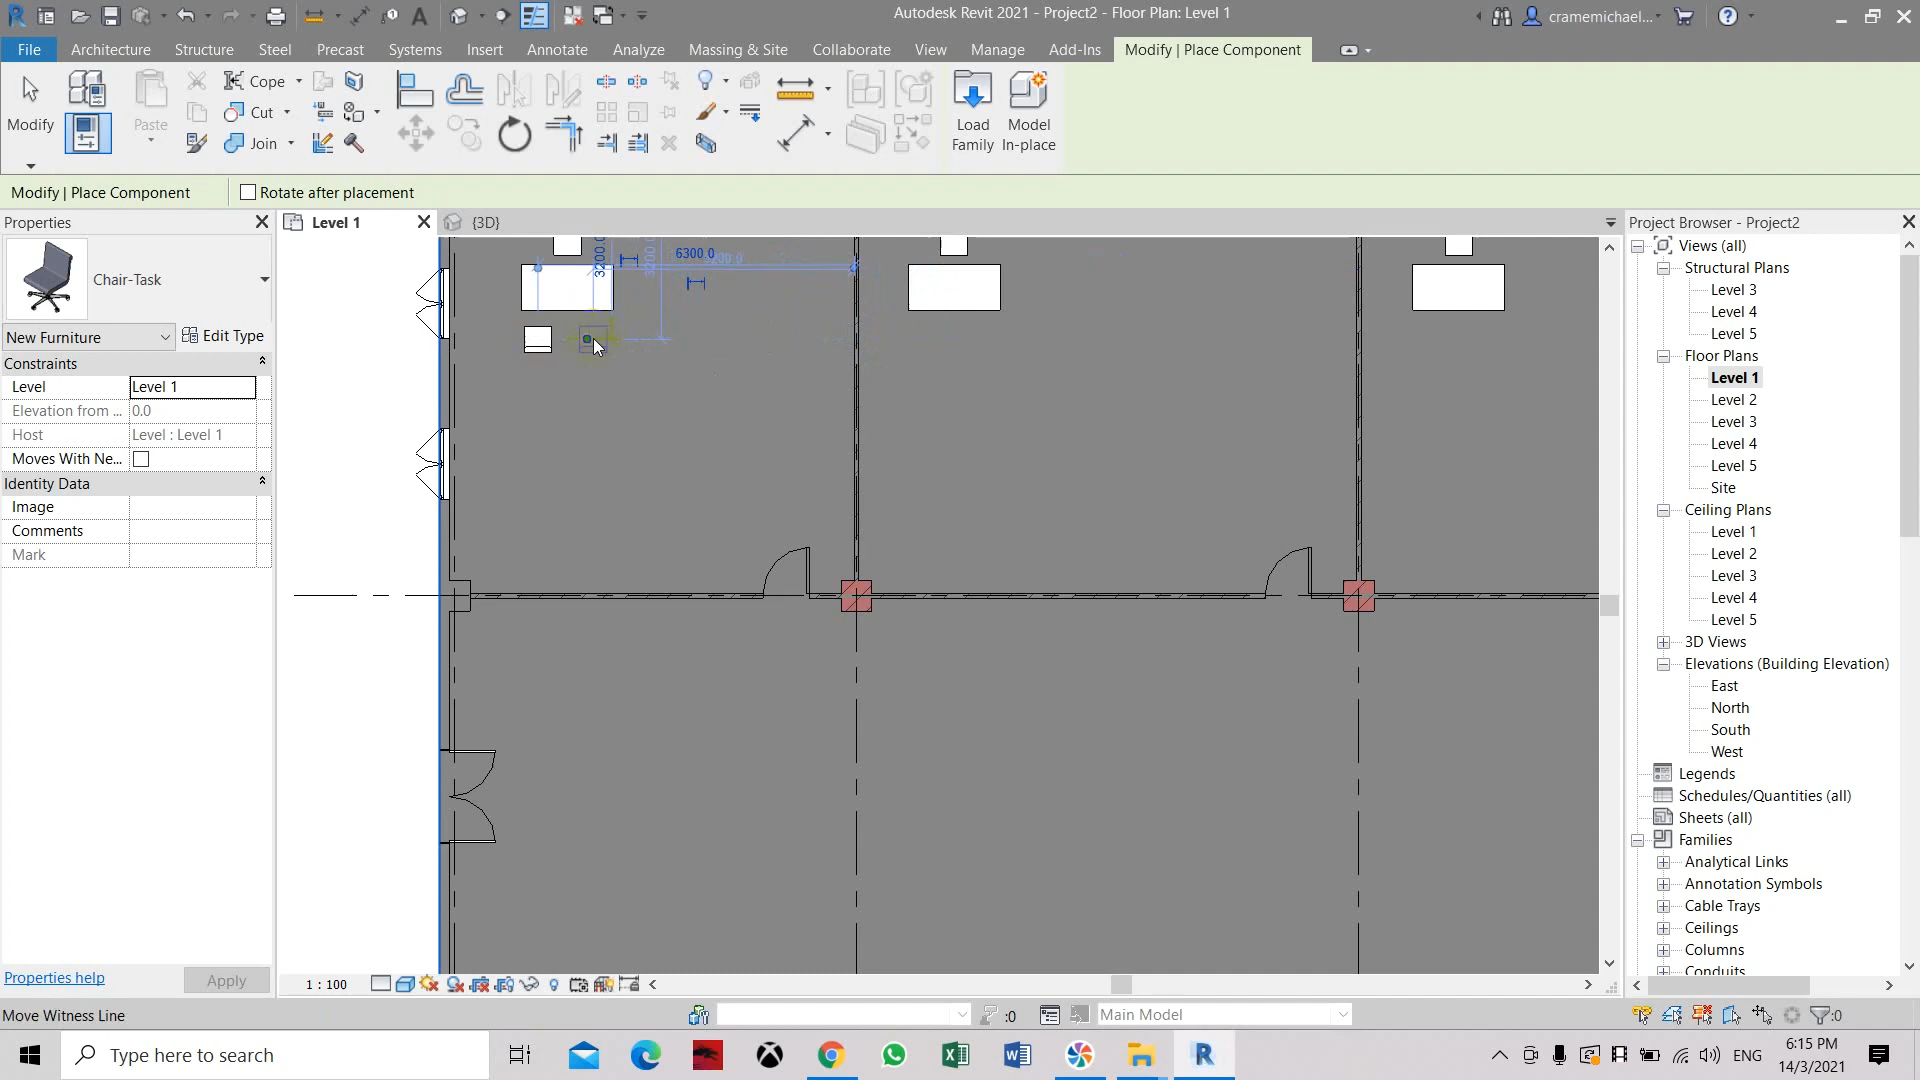 Autodesk Revit 2021 - Project2 - Floor Plan: Level 1
cramemichael...
File Architecture Structure Steel Precast Systems Insert Annotate Analyze Massing & Site Collaborate View Manage Add-Ins Modify | Place Component
Modify
Paste
Cope
Cut
Join
Load Family
Model In-place
Modify | Place Component Rotate after placement
Properties
Chair-Task
New Furniture Edit Type
Constraints
Level Level 1
Elevation from ... 0.0
Host Level : Level 1
Moves With Ne...
Identity Data
Image
Comments
Mark
Properties help Apply
Level 1 {3D}
6300.0
3200.0
3200.0
1 : 100
Project Browser - Project2
Views (all)
Structural Plans
Level 3
Level 4
Level 5
Floor Plans
Level 1
Level 2
Level 3
Level 4
Level 5
Site
Ceiling Plans
Level 1
Level 2
Level 3
Level 4
Level 5
3D Views
Elevations (Building Elevation)
East
North
South
West
Legends
Schedules/Quantities (all)
Sheets (all)
Families
Analytical Links
Annotation Symbols
Cable Trays
Ceilings
Columns
Conduits
Move Witness Line :0 Main Model :0
Type here to search
ENG
6:15 PM
14/3/2021